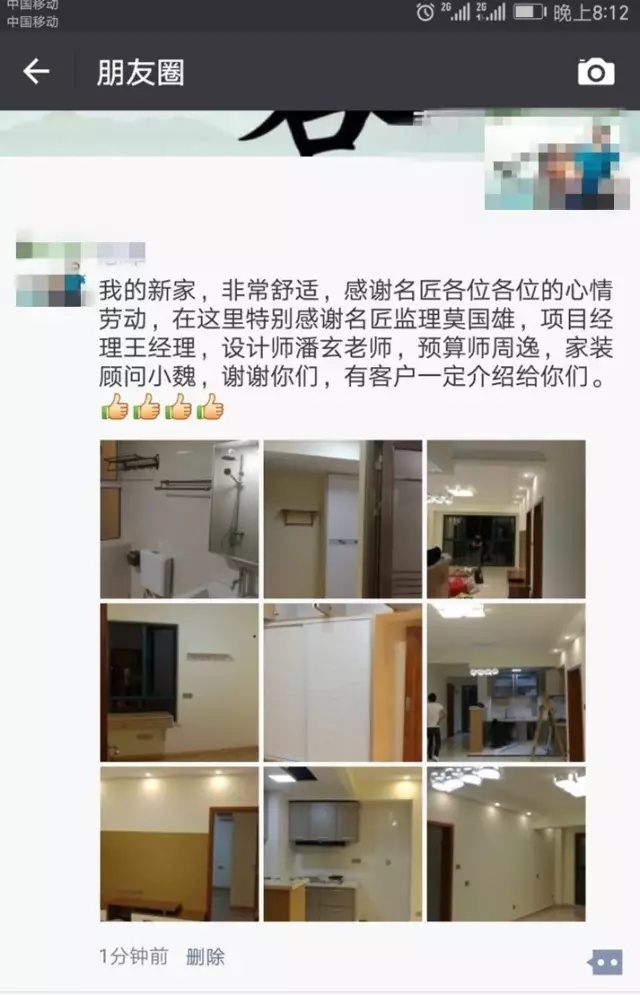 中国移动
中国移动
2G 2G 晚上8:12
朋友圈
我的新家，非常舒适，感谢名匠各位各位的心情
劳动，在这里特别感谢名匠监理莫国雄，项目经
理王经理，设计师潘玄老师，预算师周逸，家装
顾问小魏，谢谢你们，有客户一定介绍给你们。
👍👍👍👍
1分钟前 删除